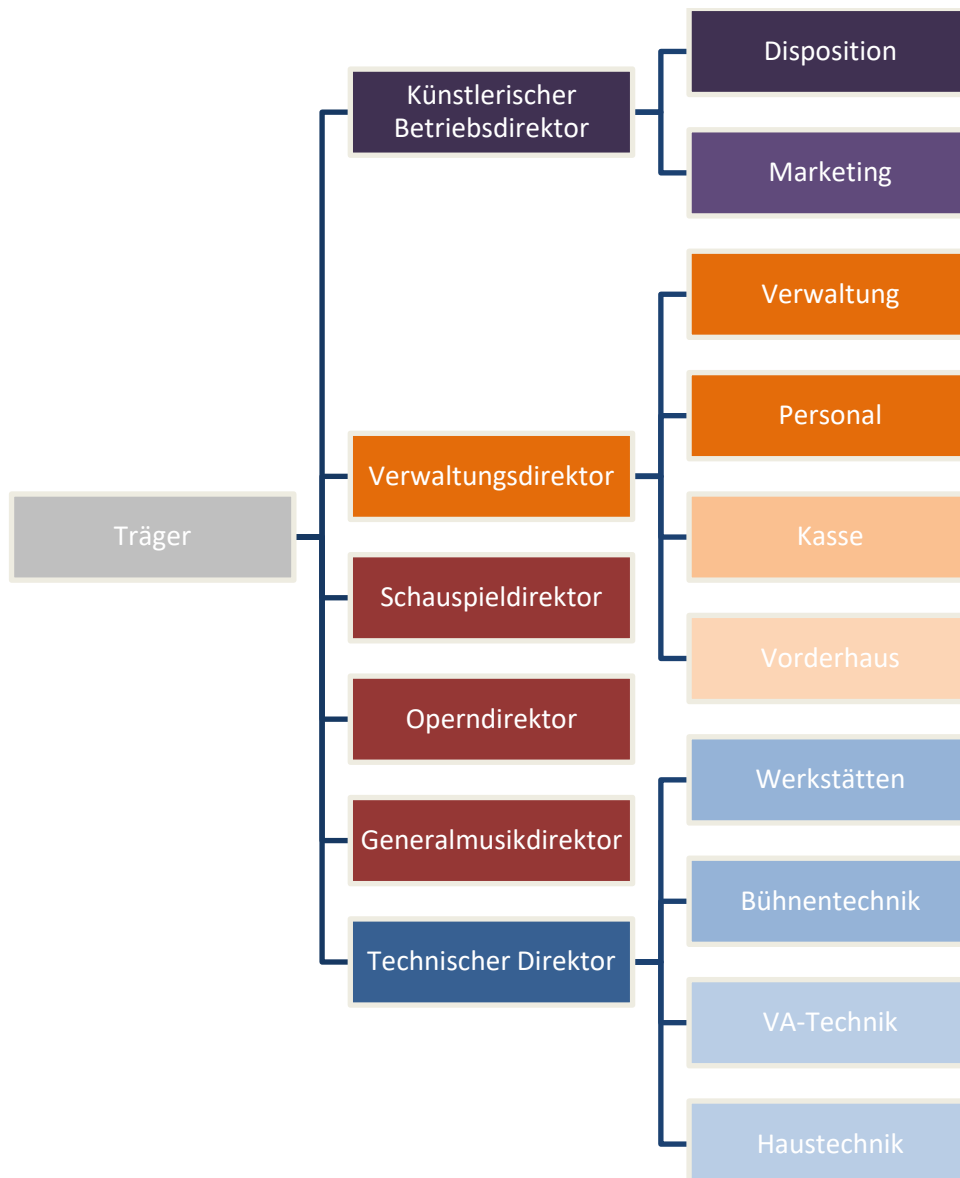 Träger
Künstlerischer
Betriebsdirektor
Disposition
Marketing
Verwaltungsdirektor
Verwaltung
Personal
Kasse
Vorderhaus
Schauspieldirektor
Operndirektor
Generalmusikdirektor
Technischer Direktor
Werkstätten
Bühnentechnik
VA-Technik
Haustechnik